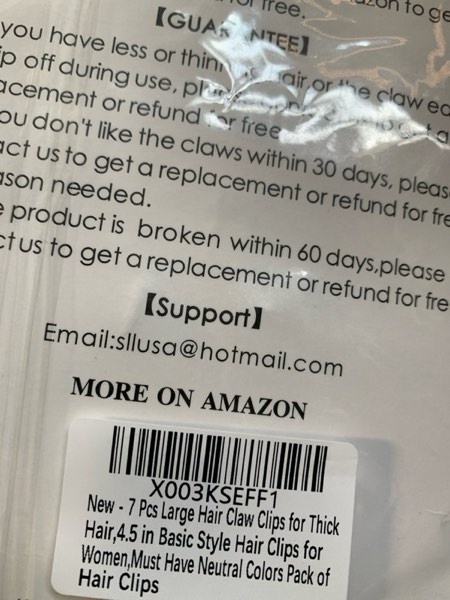 for free.
【GUA NTEE】
you have less or thin air, or the claw
p off during use,
acement or refund for free.
ou don't like the claws within 30 days, pleas
act us to get a replacement or refund for fre
ason needed.
e product is broken within 60 days,please
ct us to get a replacement or refund for fre
【Support】
Email:sllusa@hotmail.com
MORE ON AMAZON
X003KSEFF1
New - 7 Pcs Large Hair Claw Clips for Thick
Hair,4.5 in Basic Style Hair Clips for
Women,Must Have Neutral Colors Pack of
Hair Clips